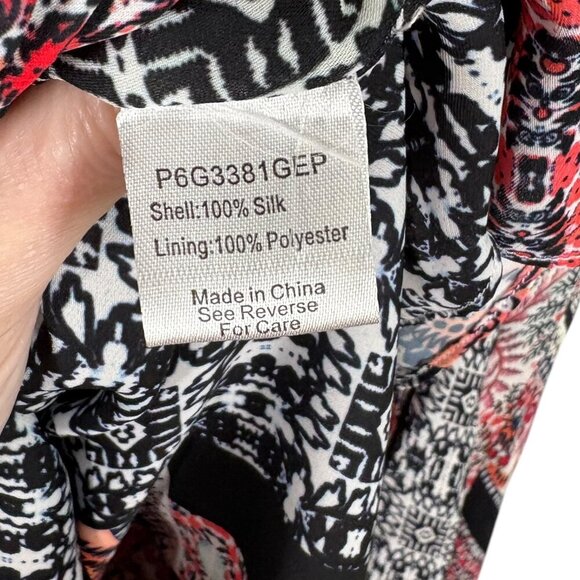 P6G3381GEP
Shell:100% Silk
Lining:100% Polyester
Made in China
See Reverse
For Care